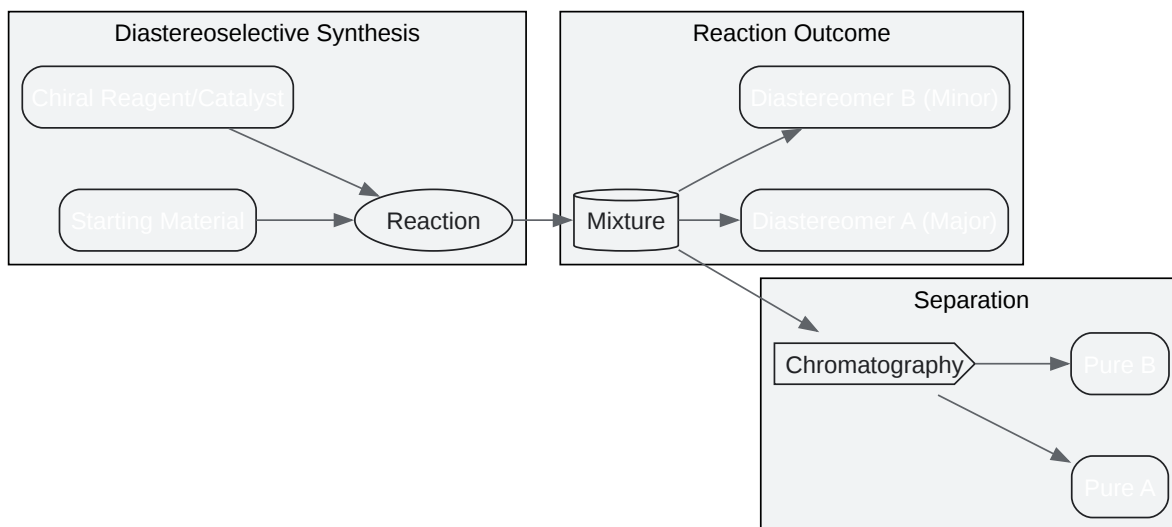 Diastereoselective Synthesis
Chiral Reagent/Catalyst
Starting Material
Reaction
Reaction Outcome
Diastereomer B (Minor)
Mixture
Diastereomer A (Major)
Separation
Chromatography
Pure B
Pure A